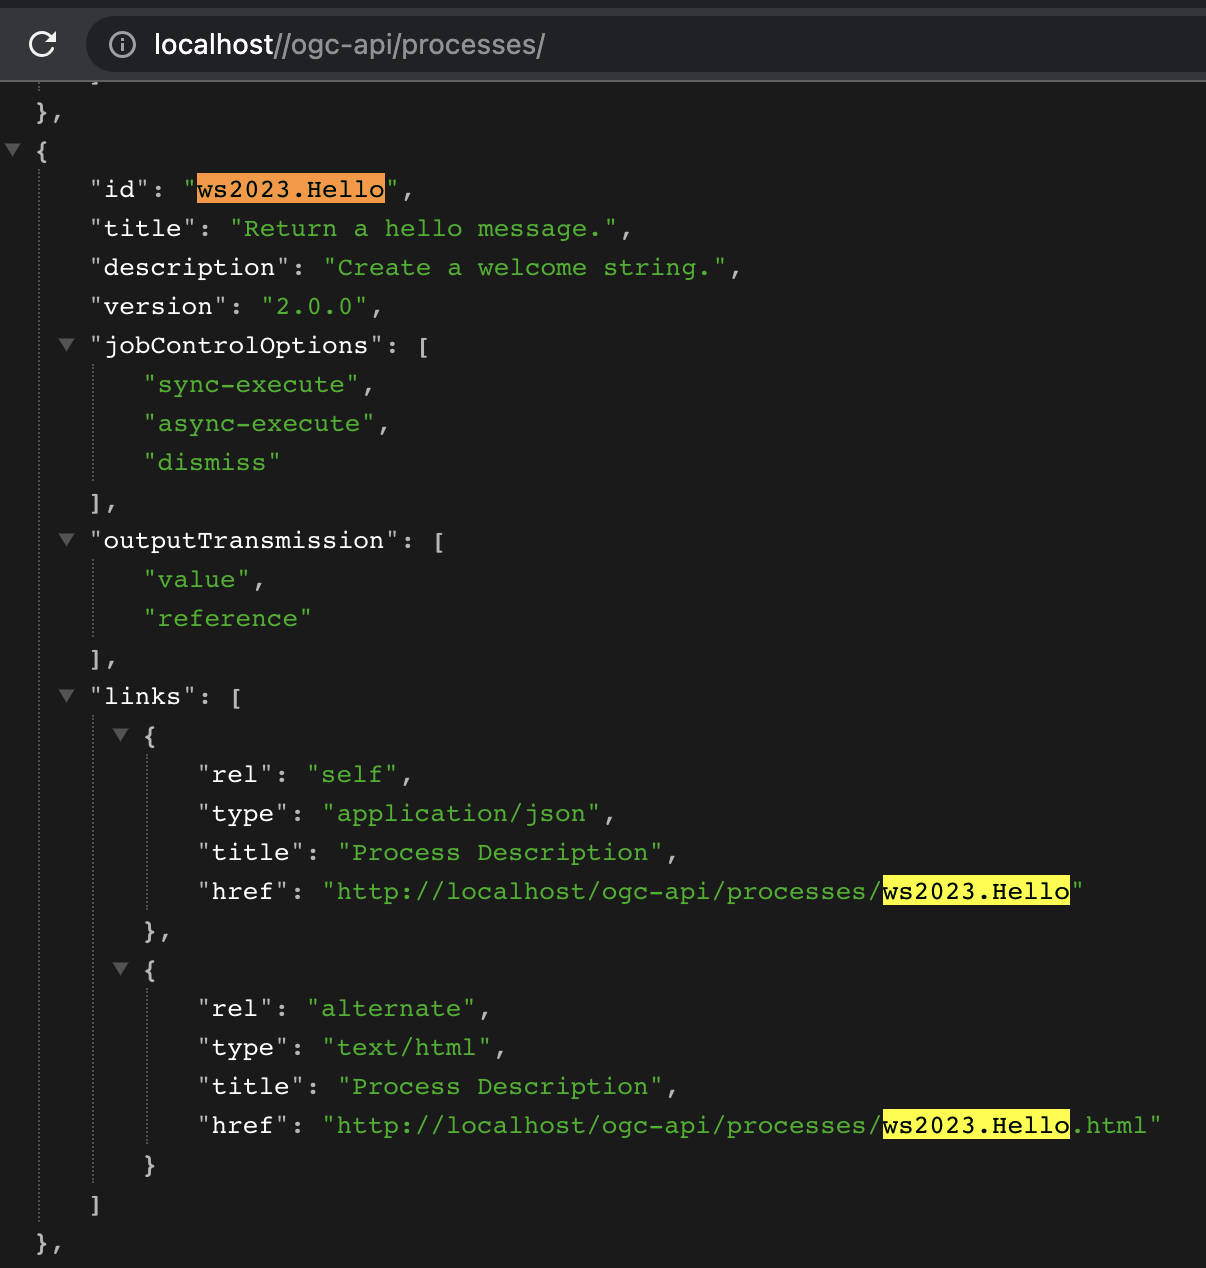 localhost//ogc-api/processes/
},
{
"id": "ws2023.Hello",
"title": "Return a hello message.",
"description": "Create a welcome string.",
"version": "2.0.0",
"jobControlOptions": [
"sync-execute",
"async-execute",
"dismiss"
],
"outputTransmission": [
"value",
"reference"
],
"links": [
{
"rel": "self",
"type": "application/json",
"title": "Process Description",
"href": "http://localhost/ogc-api/processes/ws2023.Hello"
},
{
"rel": "alternate",
"type": "text/html",
"title": "Process Description",
"href": "http://localhost/ogc-api/processes/ws2023.Hello.html"
}
]
},